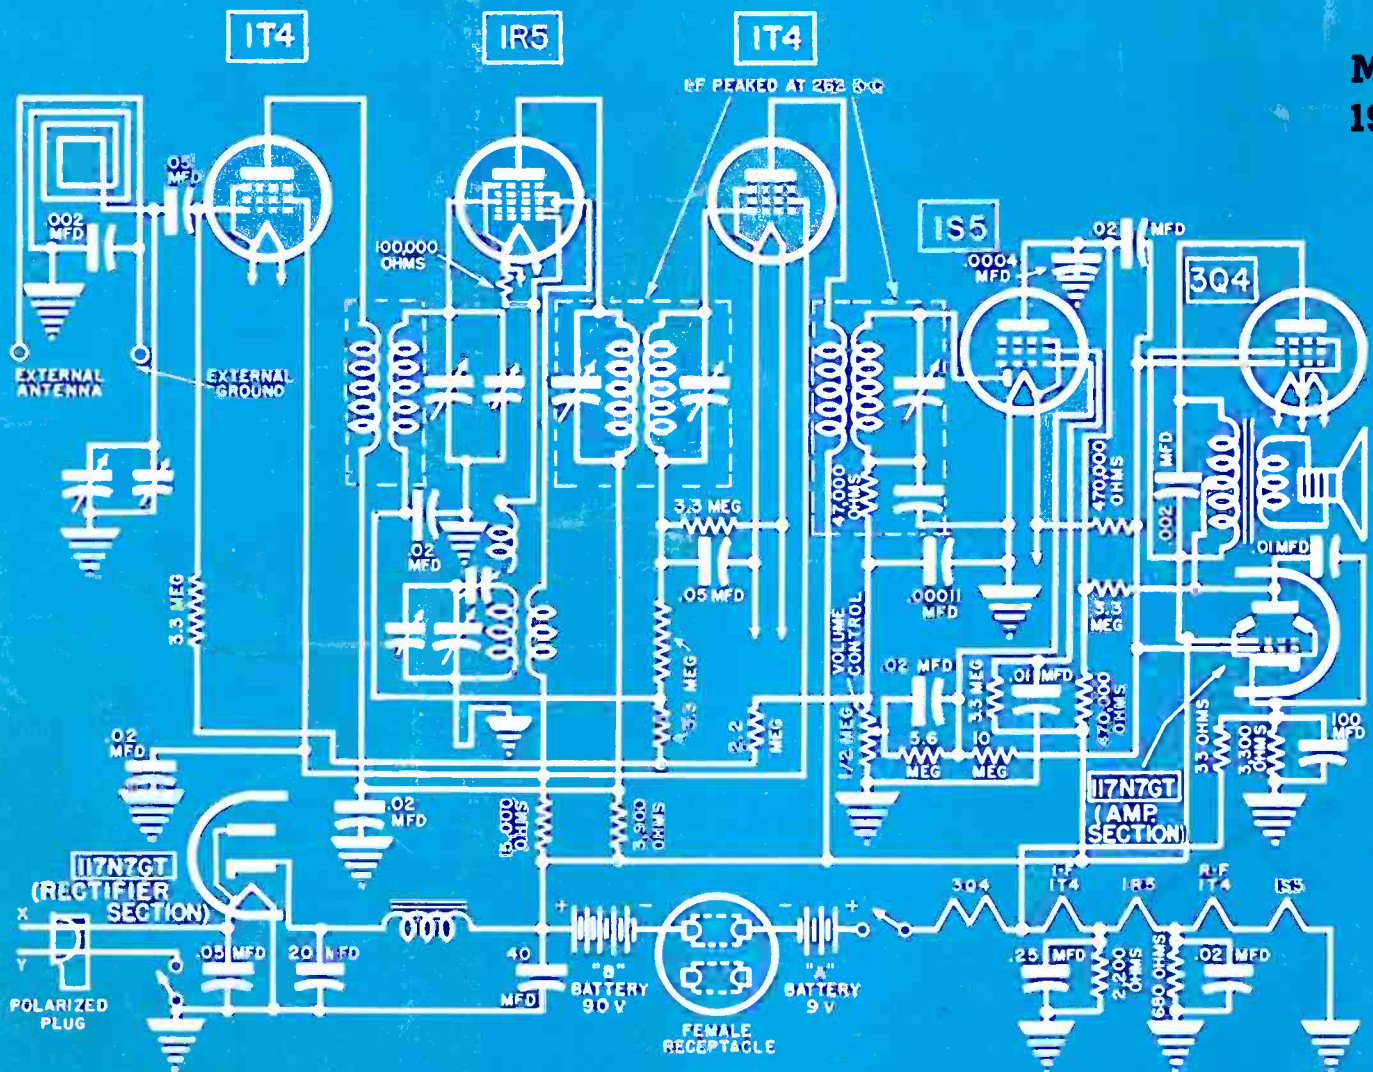 1T4
1R5
1T4
M
19
I-F PEAKED AT 262 KC
.05
MFD
.002
MFD
100,000
OHMS
1S5
.0004
MFD
.02 MFD
3Q4
EXTERNAL
ANTENNA
EXTERNAL
GROUND
47,000
OHMS
470,000
OHMS
.002 MFD
3.3 MEG
.02
MFD
.05 MFD
.00011
MFD
.01 MFD
3.3
MEG
3.3 MEG
VOLUME
CONTROL
.02 MFD
3.3 MEG
.01 MFD
470,000
OHMS
3.3 MEG
2.2
MEG
1/2 MEG
5.6
MEG
10
MEG
33 OHMS
3,300
OHMS
100
MFD
.02
MFD
.02
MFD
15,000
OHMS
3,900
OHMS
117N7GT
(AMP.
SECTION)
117N7GT
(RECTIFIER
SECTION)
X
Y
POLARIZED
PLUG
.05 MFD
20 MFD
40
MFD
+ -
"B"
BATTERY
90 V
FEMALE
RECEPTACLE
- +
"A"
BATTERY
9 V
3Q4
I-F
1T4
1R5
R-F
1T4
1S5
.25 MFD
2,200
OHMS
680 OHMS
.02 MFD